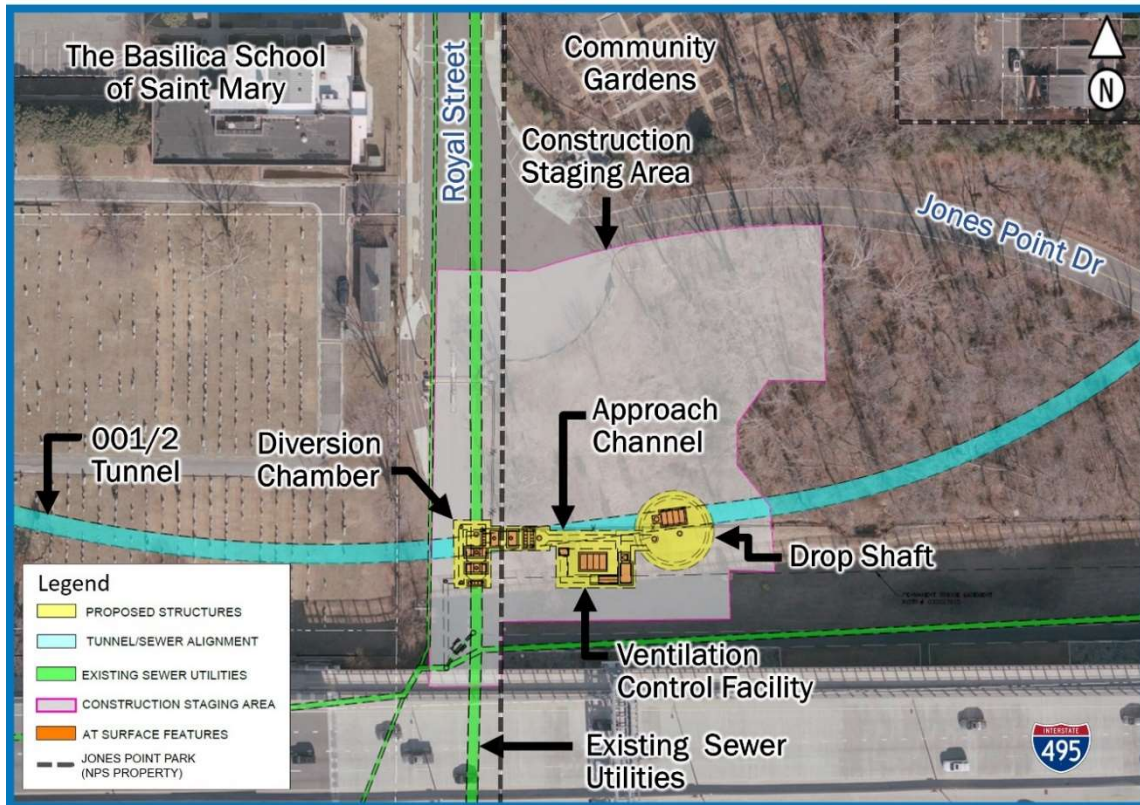 The Basilica School
of Saint Mary
Royal Street
Community
Gardens
N
Construction
Staging Area
Jones Point Dr
001/2
Tunnel
Diversion
Chamber
Approach
Channel
Drop Shaft
Ventilation
Control Facility
Existing Sewer
Utilities
INTERSTATE
495
Legend
PROPOSED STRUCTURES
TUNNEL/SEWER ALIGNMENT
EXISTING SEWER UTILITIES
CONSTRUCTION STAGING AREA
AT SURFACE FEATURES
JONES POINT PARK
(NPS PROPERTY)